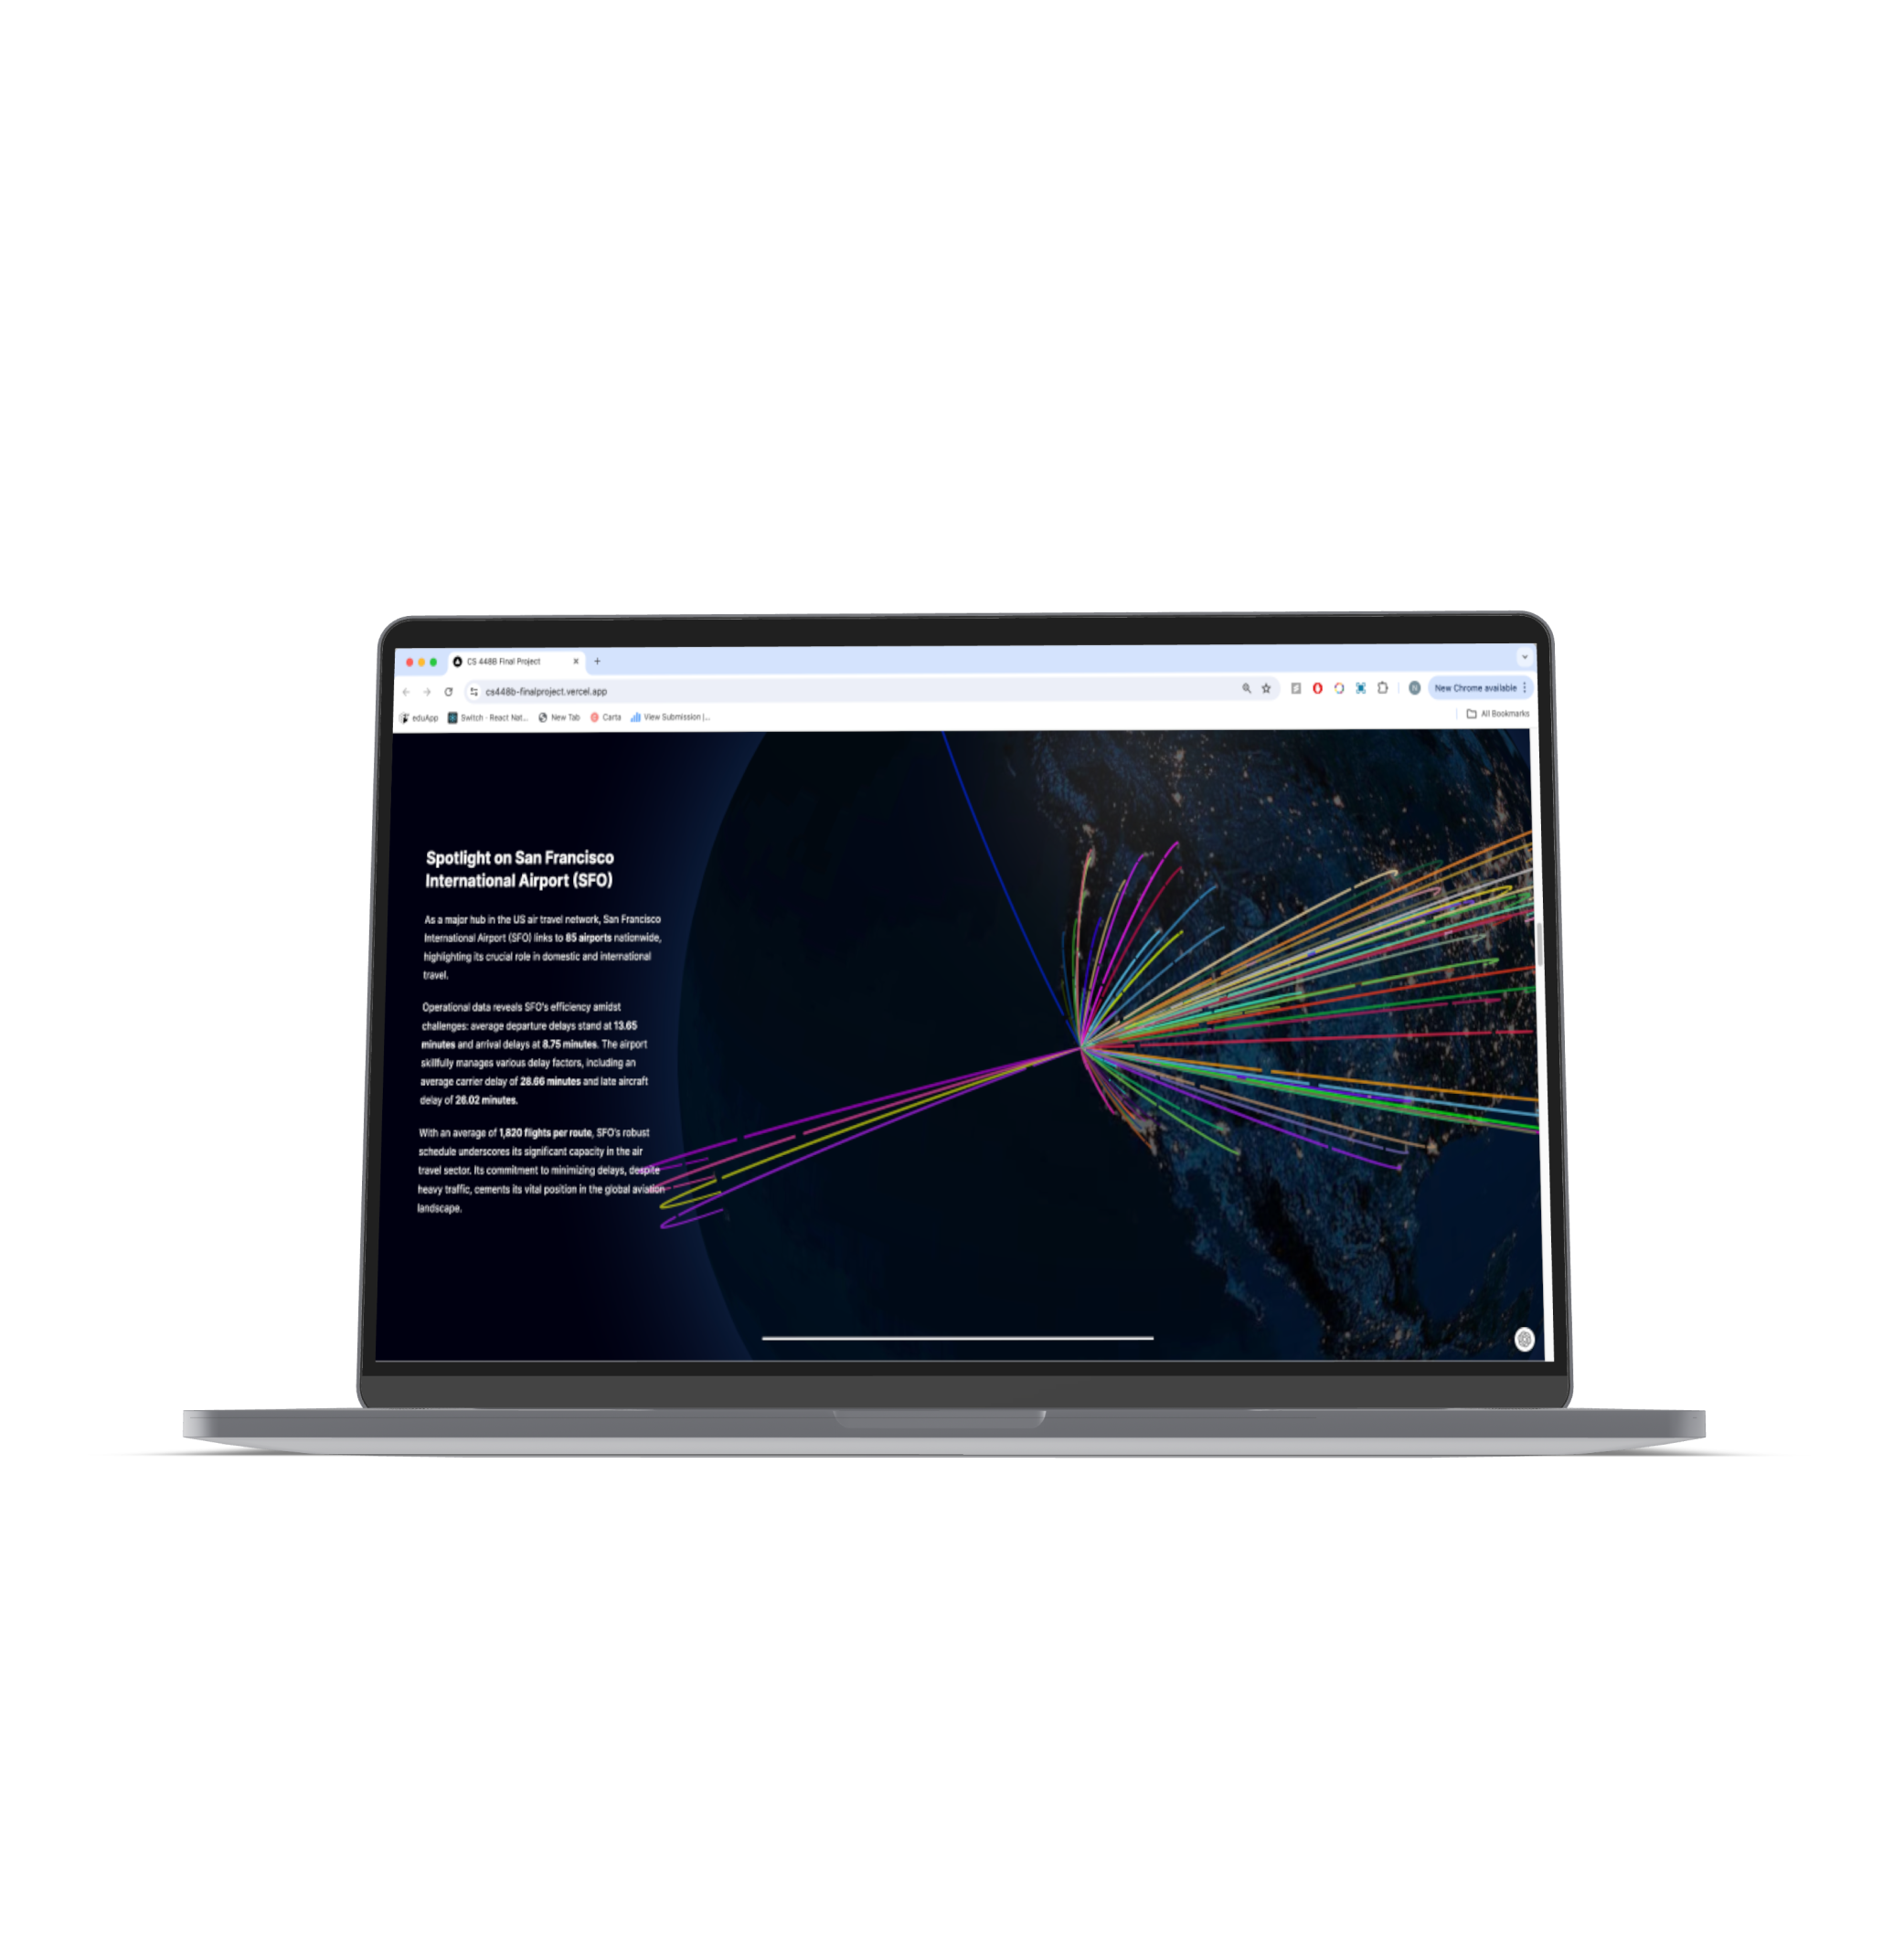 CS 448B Final Project
cs448b-finalproject.vercel.app
New Chrome available
eduApp Switch - React Nat... New Tab Carta View Submission |... All Bookmarks
Spotlight on San Francisco
International Airport (SFO)
As a major hub in the US air travel network, San Francisco
International Airport (SFO) links to 85 airports nationwide,
highlighting its crucial role in domestic and international
travel.
Operational data reveals SFO's efficiency amidst
challenges: average departure delays stand at 13.65
minutes and arrival delays at 8.75 minutes. The airport
skillfully manages various delay factors, including an
average carrier delay of 28.66 minutes and late aircraft
delay of 26.02 minutes.
With an average of 1,820 flights per route, SFO's robust
schedule underscores its significant capacity in the air
travel sector. Its commitment to minimizing delays, despite
heavy traffic, cements its vital position in the global aviation
landscape.